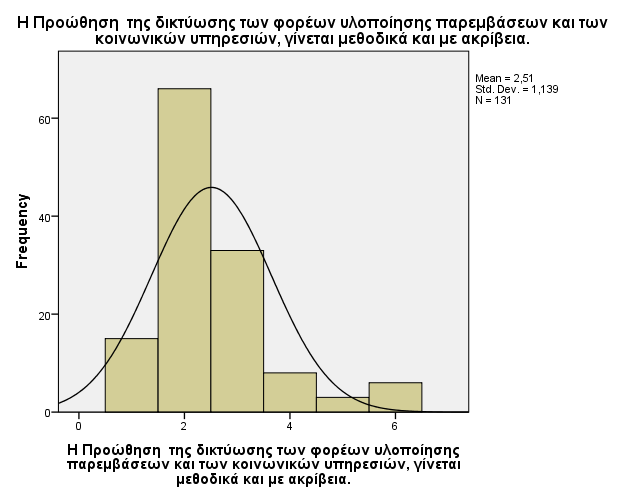 Η Προώθηση  της δικτύωσης των φορέων υλοποίησης παρεμβάσεων και των
κοινωνικών υπηρεσιών, γίνεται μεθοδικά και με ακρίβεια.
Mean = 2,51
Std. Dev. = 1,139
N = 131
Frequency
60
40
20
0
0 2 4 6
Η Προώθηση  της δικτύωσης των φορέων υλοποίησης
παρεμβάσεων και των κοινωνικών υπηρεσιών, γίνεται
μεθοδικά και με ακρίβεια.